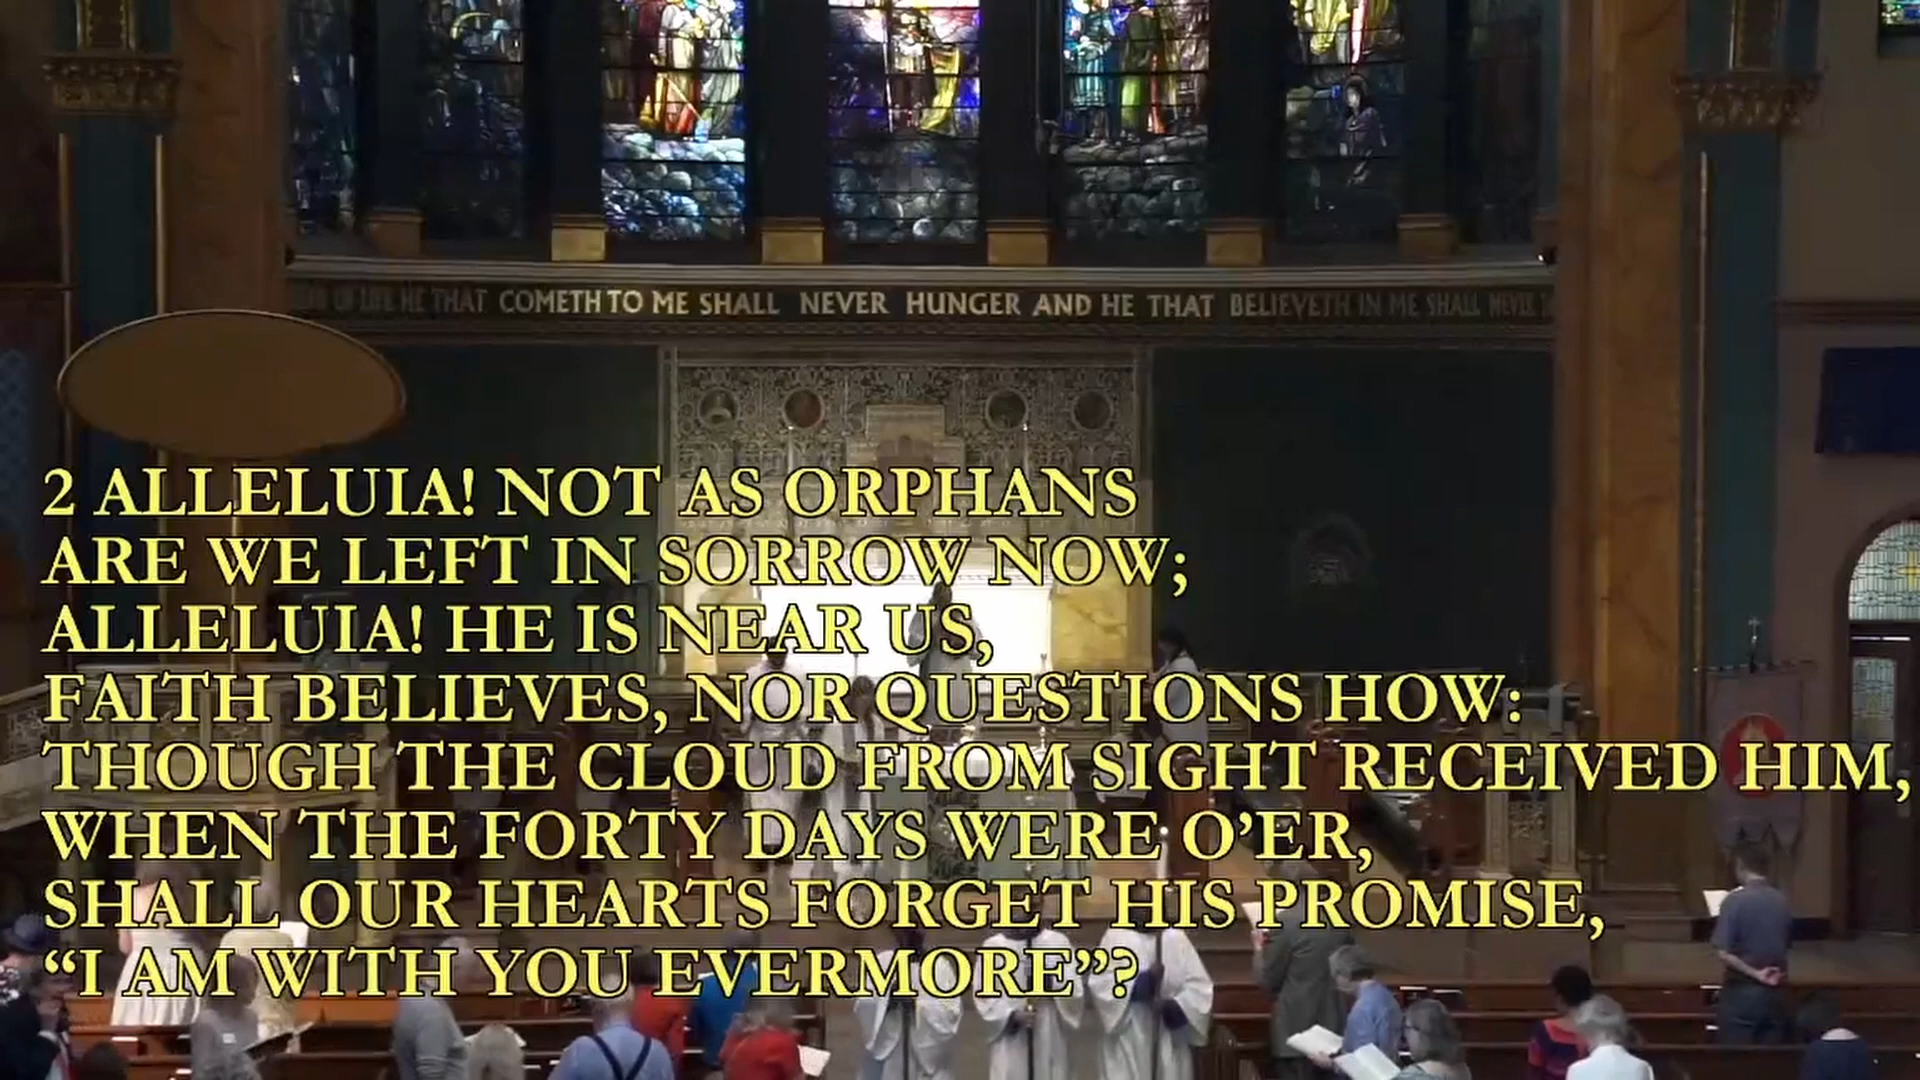 OF LIFE HE THAT COMETH TO ME SHALL NEVER HUNGER AND HE THAT BELIEVETH IN ME SHALL NEVER
2 ALLELUIA! NOT AS ORPHANS
ARE WE LEFT IN SORROW NOW;
ALLELUIA! HE IS NEAR US,
FAITH BELIEVES, NOR QUESTIONS HOW:
THOUGH THE CLOUD FROM SIGHT RECEIVED HIM,
WHEN THE FORTY DAYS WERE O’ER,
SHALL OUR HEARTS FORGET HIS PROMISE,
“I AM WITH YOU EVERMORE”?